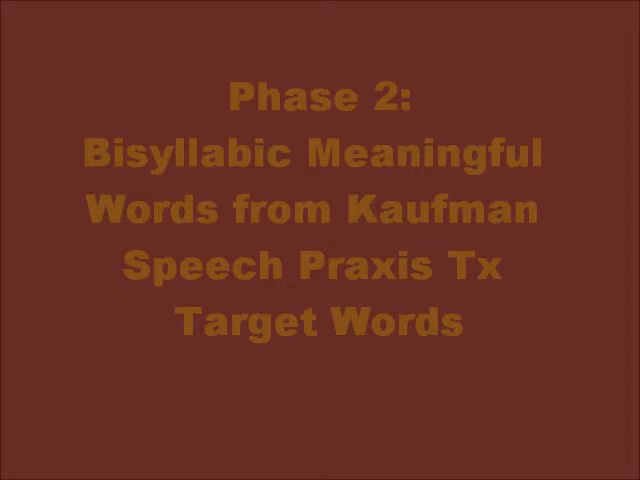 Phase 2:
Bisyllabic Meaningful
Words from Kaufman
Speech Praxis Tx
Target Words